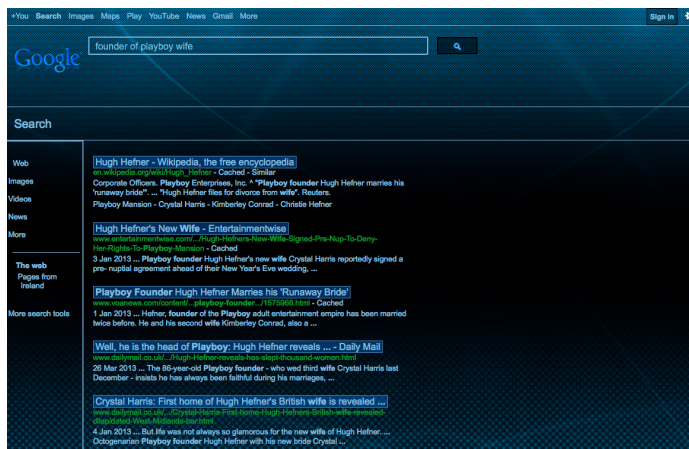 +You Search Images Maps Play YouTube News Gmail More Sign in
Google
founder of playboy wife
Search
Web
Images
Videos
News
More
The web
Pages from
Ireland
More search tools
Hugh Hefner - Wikipedia, the free encyclopedia
en.wikipedia.org/wiki/Hugh_Hefner - Cached - Similar
Corporate Officers. Playboy Enterprises, Inc. ^ "Playboy founder Hugh Hefner marries his
'runaway bride'". ... "Hugh Hefner files for divorce from wife". Reuters.
Playboy Mansion - Crystal Harris - Kimberley Conrad - Christie Hefner
Hugh Hefner's New Wife - Entertainmentwise
www.entertainmentwise.com/.../Hugh-Hefners-New-Wife-Signed-Pre-Nup-To-Deny-
Her-Rights-To-Playboy-Mansion - Cached
3 Jan 2013 ... Playboy founder Hugh Hefner's new wife Crystal Harris reportedly signed a
pre- nuptial agreement ahead of their New Year's Eve wedding, ...
Playboy Founder Hugh Hefner Marries his 'Runaway Bride'
www.voanews.com/content/...playboy-founder.../1575966.html - Cached
1 Jan 2013 ... Hefner, founder of the Playboy adult entertainment empire has been married
twice before. He and his second wife Kimberley Conrad, also a ...
Well, he is the head of Playboy: Hugh Hefner reveals ... - Daily Mail
www.dailymail.co.uk/.../Hugh-Hefner-reveals-hes-slept-thousand-women.html
26 Mar 2013 ... The 86-year-old Playboy founder - who wed third wife Crystal Harris last
December - insists he has always been faithful during his marriages, ...
Crystal Harris: First home of Hugh Hefner's British wife is revealed ...
www.dailymail.co.uk/.../Crystal-Harris-First-home-Hugh-Hefners-British-wife-revealed-
dilapidated-West-Midlands-bar.html
4 Jan 2013 ... But life was not always so glamorous for the new wife of Hugh Hefner. ...
Octogenarian Playboy founder Hugh Hefner with his new bride Crystal ...